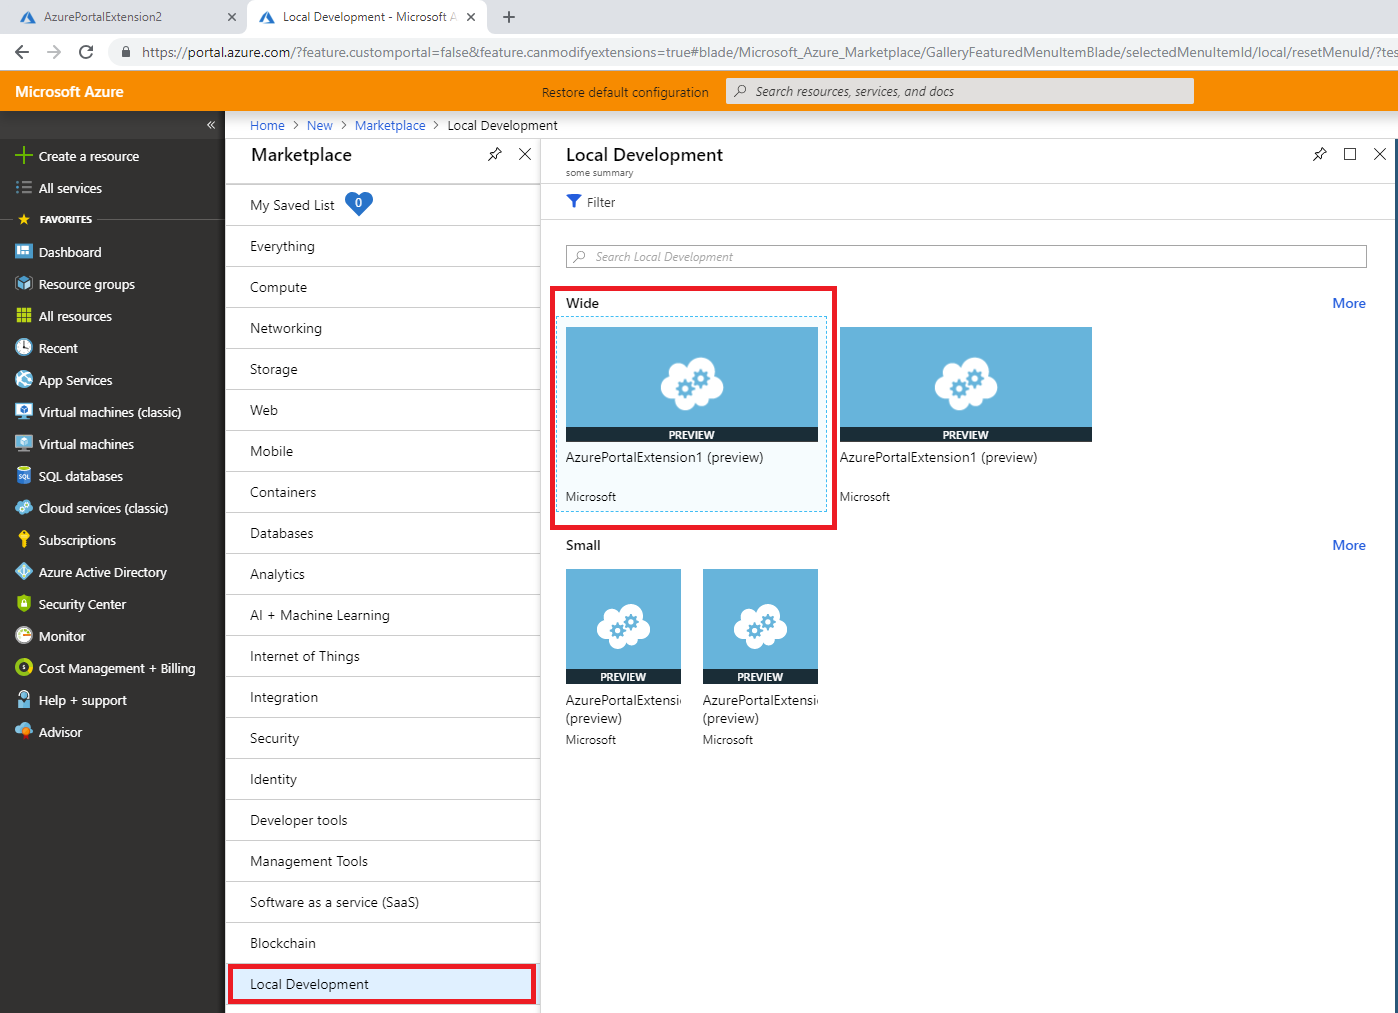 AzurePortalExtension2
Local Development - Microsoft A
https://portal.azure.com/?feature.customportal=false&feature.canmodifyextensions=true#blade/Microsoft_Azure_Marketplace/GalleryFeaturedMenuItemBlade/selectedMenuItemId/local/resetMenuId/?tes
Microsoft Azure
Restore default configuration
Search resources, services, and docs
Home > New > Marketplace > Local Development
Create a resource
All services
FAVORITES
Dashboard
Resource groups
All resources
Recent
App Services
Virtual machines (classic)
Virtual machines
SQL databases
Cloud services (classic)
Subscriptions
Azure Active Directory
Security Center
Monitor
Cost Management + Billing
Help + support
Advisor
Marketplace
My Saved List 0
Everything
Compute
Networking
Storage
Web
Mobile
Containers
Databases
Analytics
AI + Machine Learning
Internet of Things
Integration
Security
Identity
Developer tools
Management Tools
Software as a service (SaaS)
Blockchain
Local Development
Local Development
some summary
Filter
Search Local Development
Wide
More
PREVIEW
AzurePortalExtension1 (preview)
Microsoft
PREVIEW
AzurePortalExtension1 (preview)
Microsoft
Small
More
PREVIEW
AzurePortalExtensi
(preview)
Microsoft
PREVIEW
AzurePortalExtensi
(preview)
Microsoft